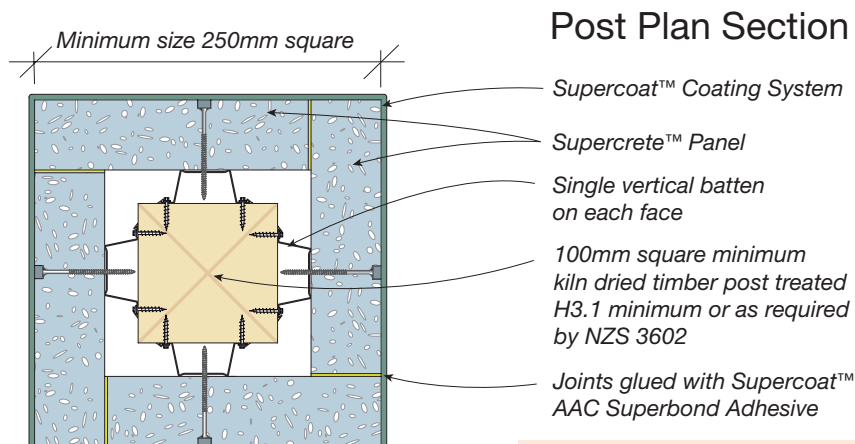 Post Plan Section
Minimum size 250mm square
Supercoat™ Coating System
Supercrete™ Panel
Single vertical batten
on each face
100mm square minimum
kiln dried timber post treated
H3.1 minimum or as required
by NZS 3602
Joints glued with Supercoat™
AAC Superbond Adhesive